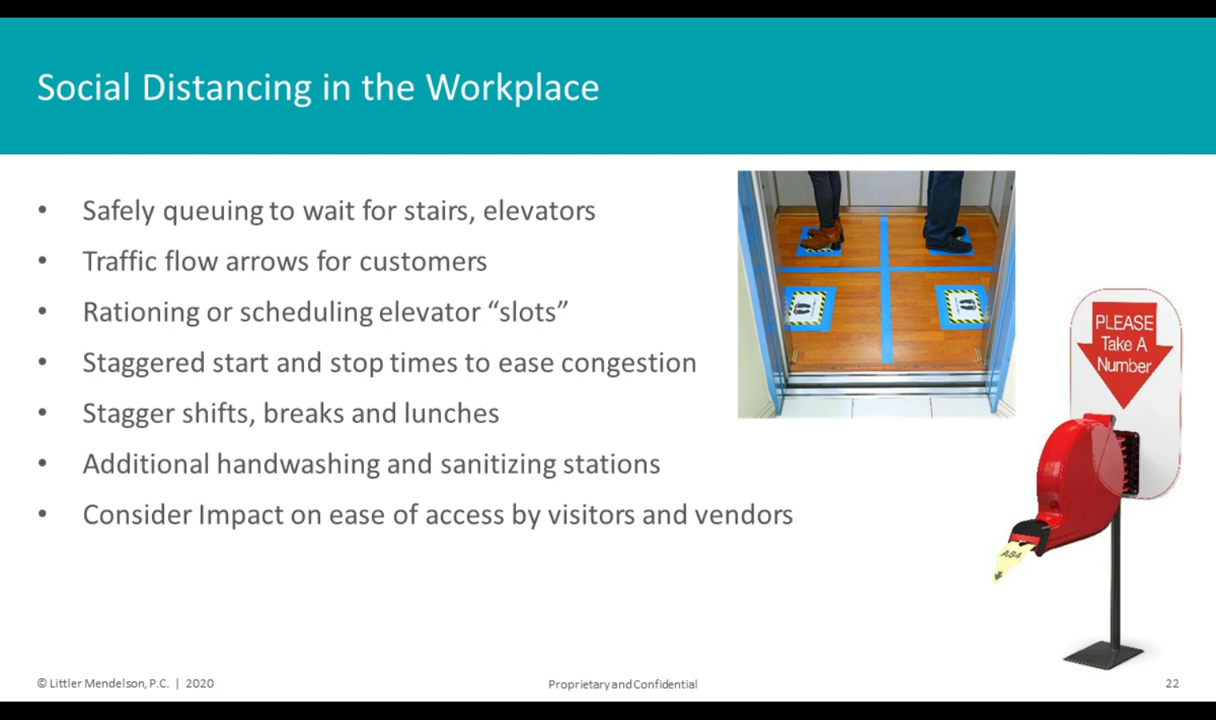 Social Distancing in the Workplace
• Safely queuing to wait for stairs, elevators
• Traffic flow arrows for customers
• Rationing or scheduling elevator “slots”
• Staggered start and stop times to ease congestion
• Stagger shifts, breaks and lunches
• Additional handwashing and sanitizing stations
• Consider Impact on ease of access by visitors and vendors
PLEASE
Take A
Number
A84
© Littler Mendelson, P.C. | 2020
Proprietary and Confidential
22